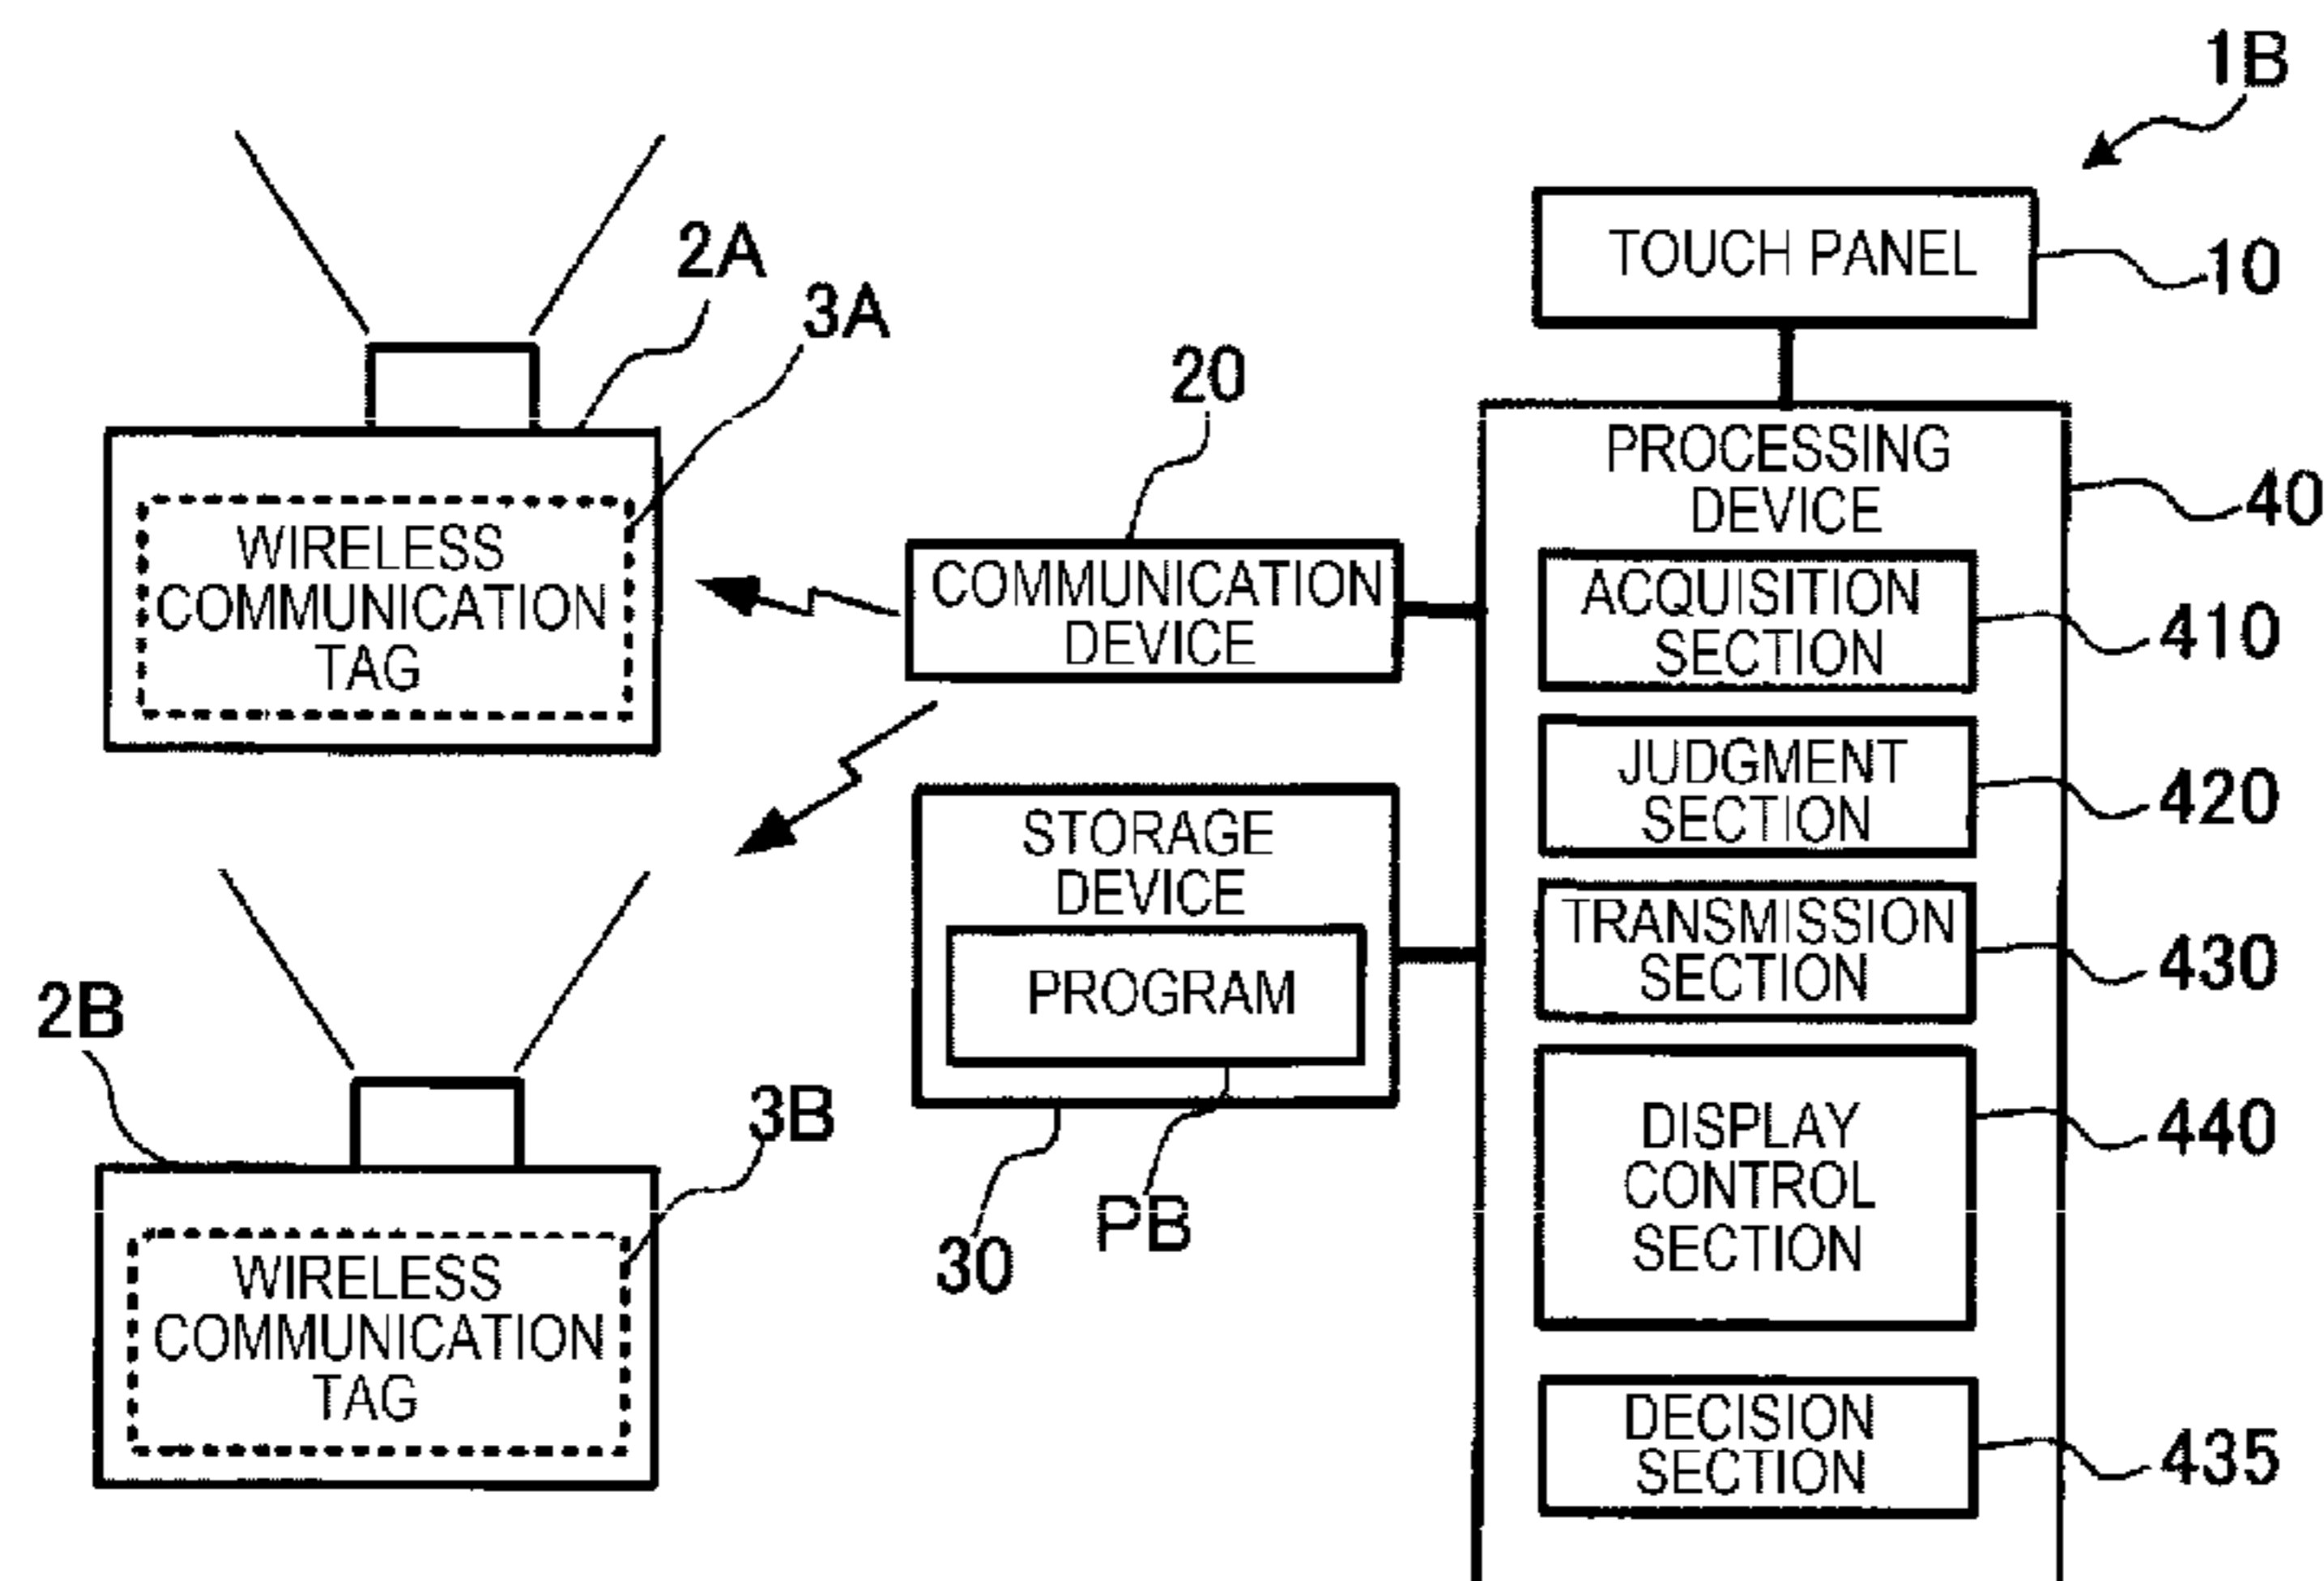 1B
TOUCH PANEL
10
2A
3A
20
WIRELESS
COMMUNICATION
TAG
COMMUNICATION
DEVICE
PROCESSING
DEVICE
40
ACQUISITION
SECTION
410
JUDGMENT
SECTION
420
STORAGE
DEVICE
PROGRAM
30
PB
TRANSMISSION
SECTION
430
DISPLAY
CONTROL
SECTION
440
DECISION
SECTION
435
2B
3B
WIRELESS
COMMUNICATION
TAG